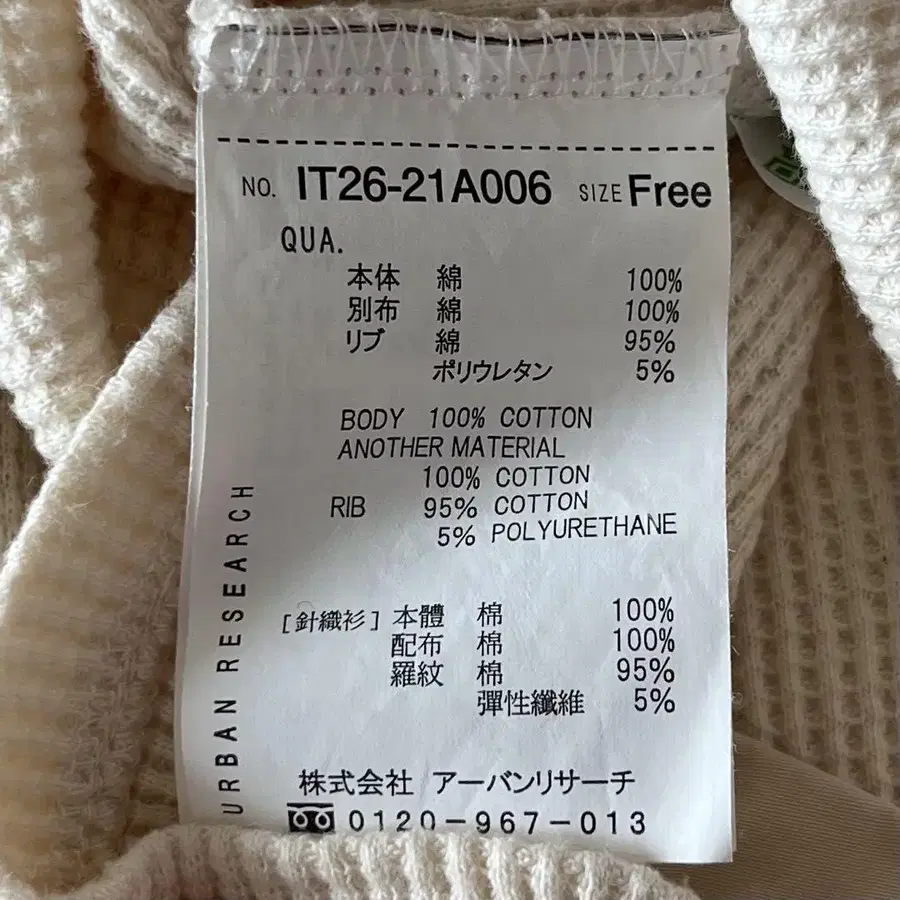 NO. IT26-21A006 SIZE Free
QUA.
本体 綿 100%
別布 綿 100%
リブ 綿 95%
ポリウレタン 5%
BODY 100% COTTON
ANOTHER MATERIAL
100% COTTON
RIB 95% COTTON
5% POLYURETHANE
[針織衫] 本體 棉 100%
配布 棉 100%
羅紋 棉 95%
彈性纖維 5%
URBAN RESEARCH
株式会社 アーバンリサーチ
0120-967-013